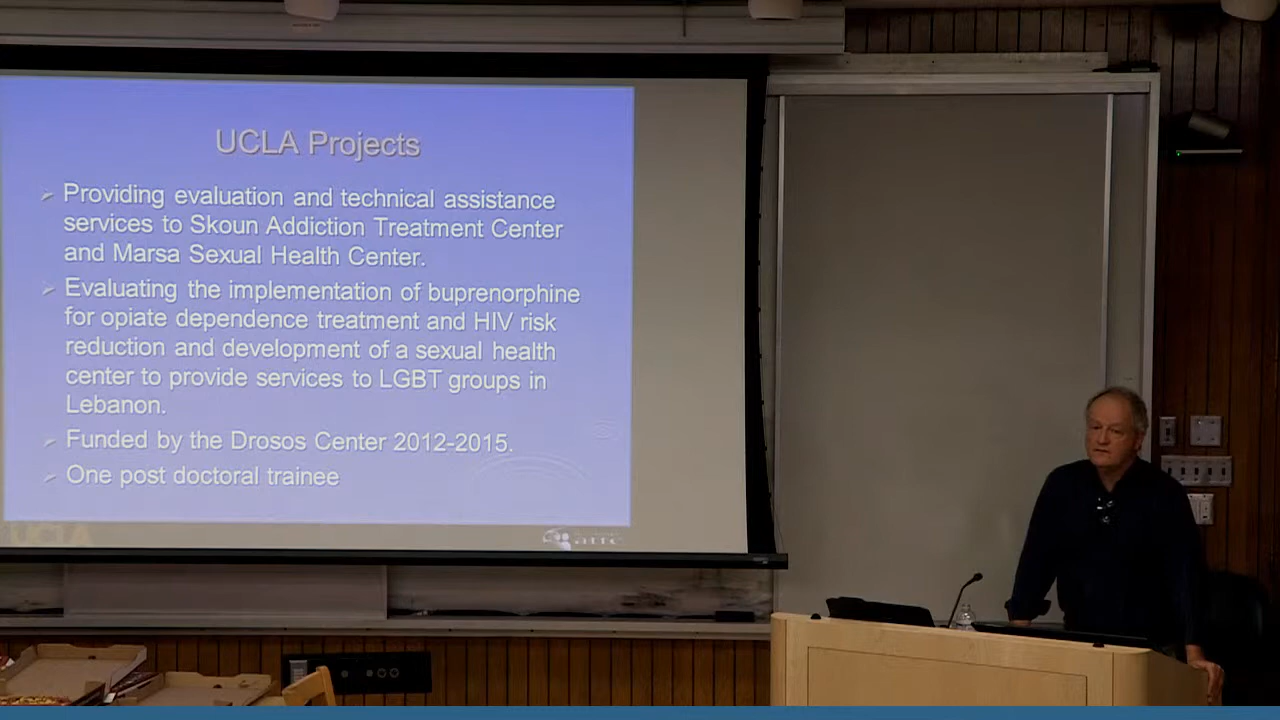 UCLA Projects
Providing evaluation and technical assistance
services to Skoun Addiction Treatment Center
and Marsa Sexual Health Center.
Evaluating the implementation of buprenorphine
for opiate dependence treatment and HIV risk
reduction and development of a sexual health
center to provide services to LGBT groups in
Lebanon.
Funded by the Drosos Center 2012-2015.
One post doctoral trainee
UCLA